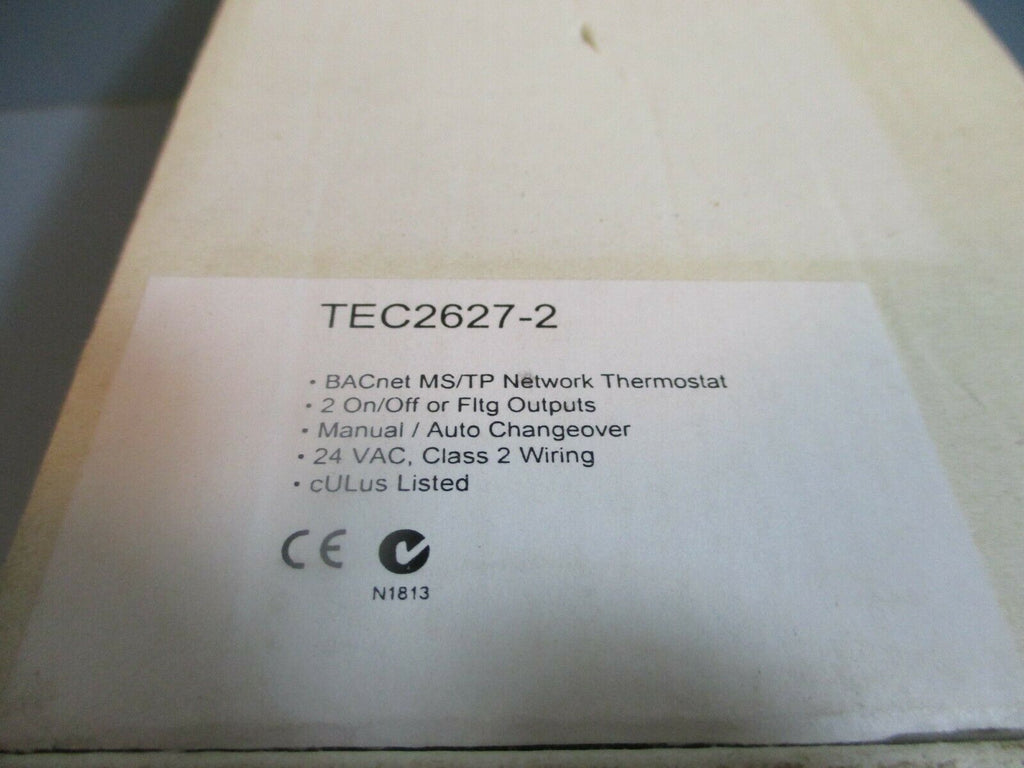 TEC2627-2
• BACnet MS/TP Network Thermostat
• 2 On/Off or Fltg Outputs
• Manual / Auto Changeover
• 24 VAC, Class 2 Wiring
• cULus Listed
CE
N1813